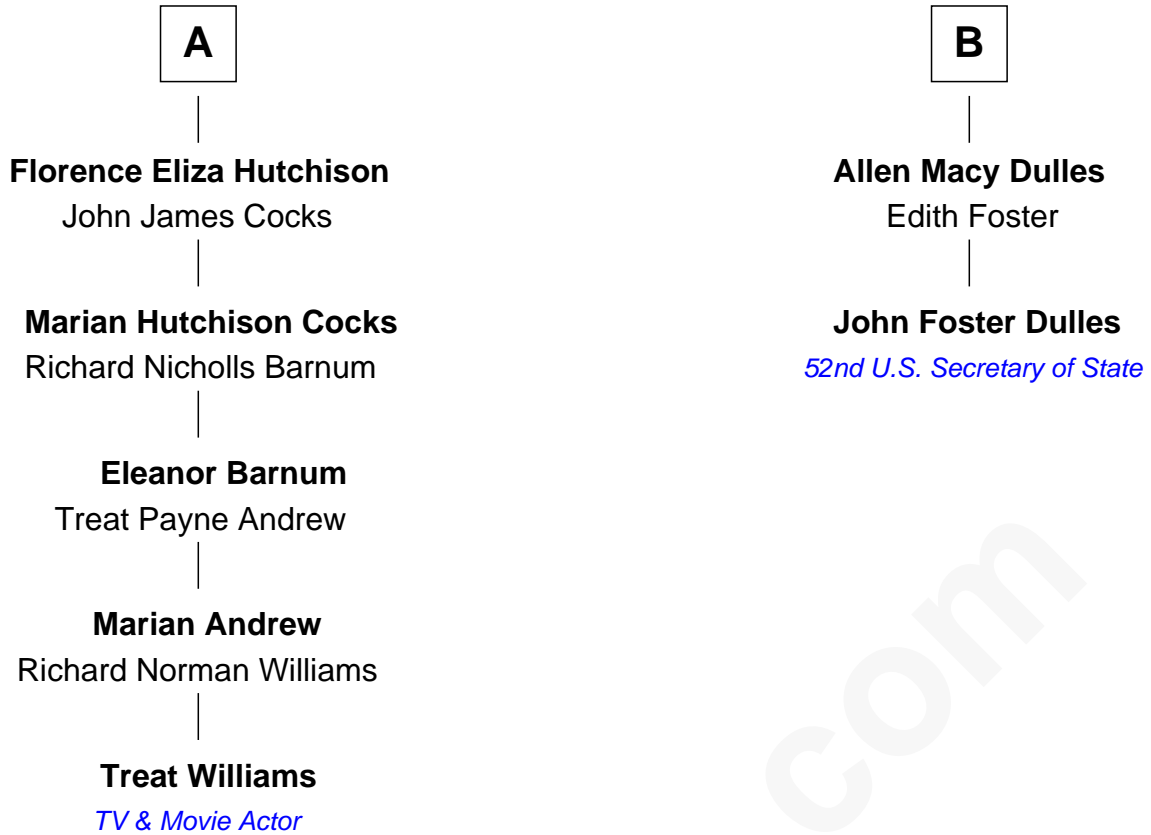 A
Florence Eliza Hutchison
John James Cocks
Marian Hutchison Cocks
Richard Nicholls Barnum
Eleanor Barnum
Treat Payne Andrew
Marian Andrew
Richard Norman Williams
Treat Williams
TV & Movie Actor
B
Allen Macy Dulles
Edith Foster
John Foster Dulles
52nd U.S. Secretary of State
com